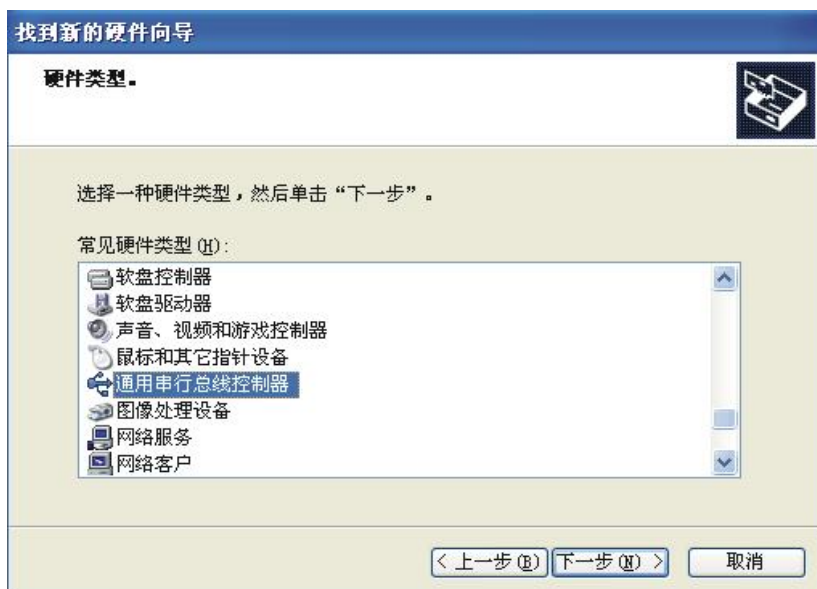 找到新的硬件向导
硬件类型。
选择一种硬件类型，然后单击“下一步”。
常见硬件类型(H):
软盘控制器
软盘驱动器
声音、视频和游戏控制器
鼠标和其它指针设备
通用串行总线控制器
图像处理设备
网络服务
网络客户
< 上一步(B) 下一步(N) > 取消